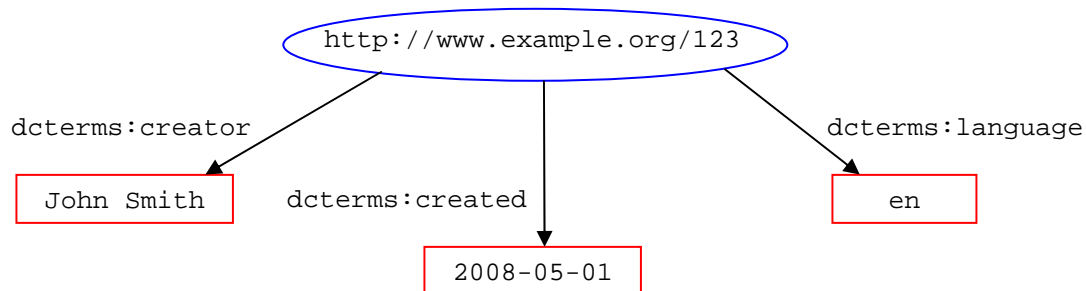 http://www.example.org/123
dcterms:creator
dcterms:language
John Smith
dcterms:created
en
2008-05-01